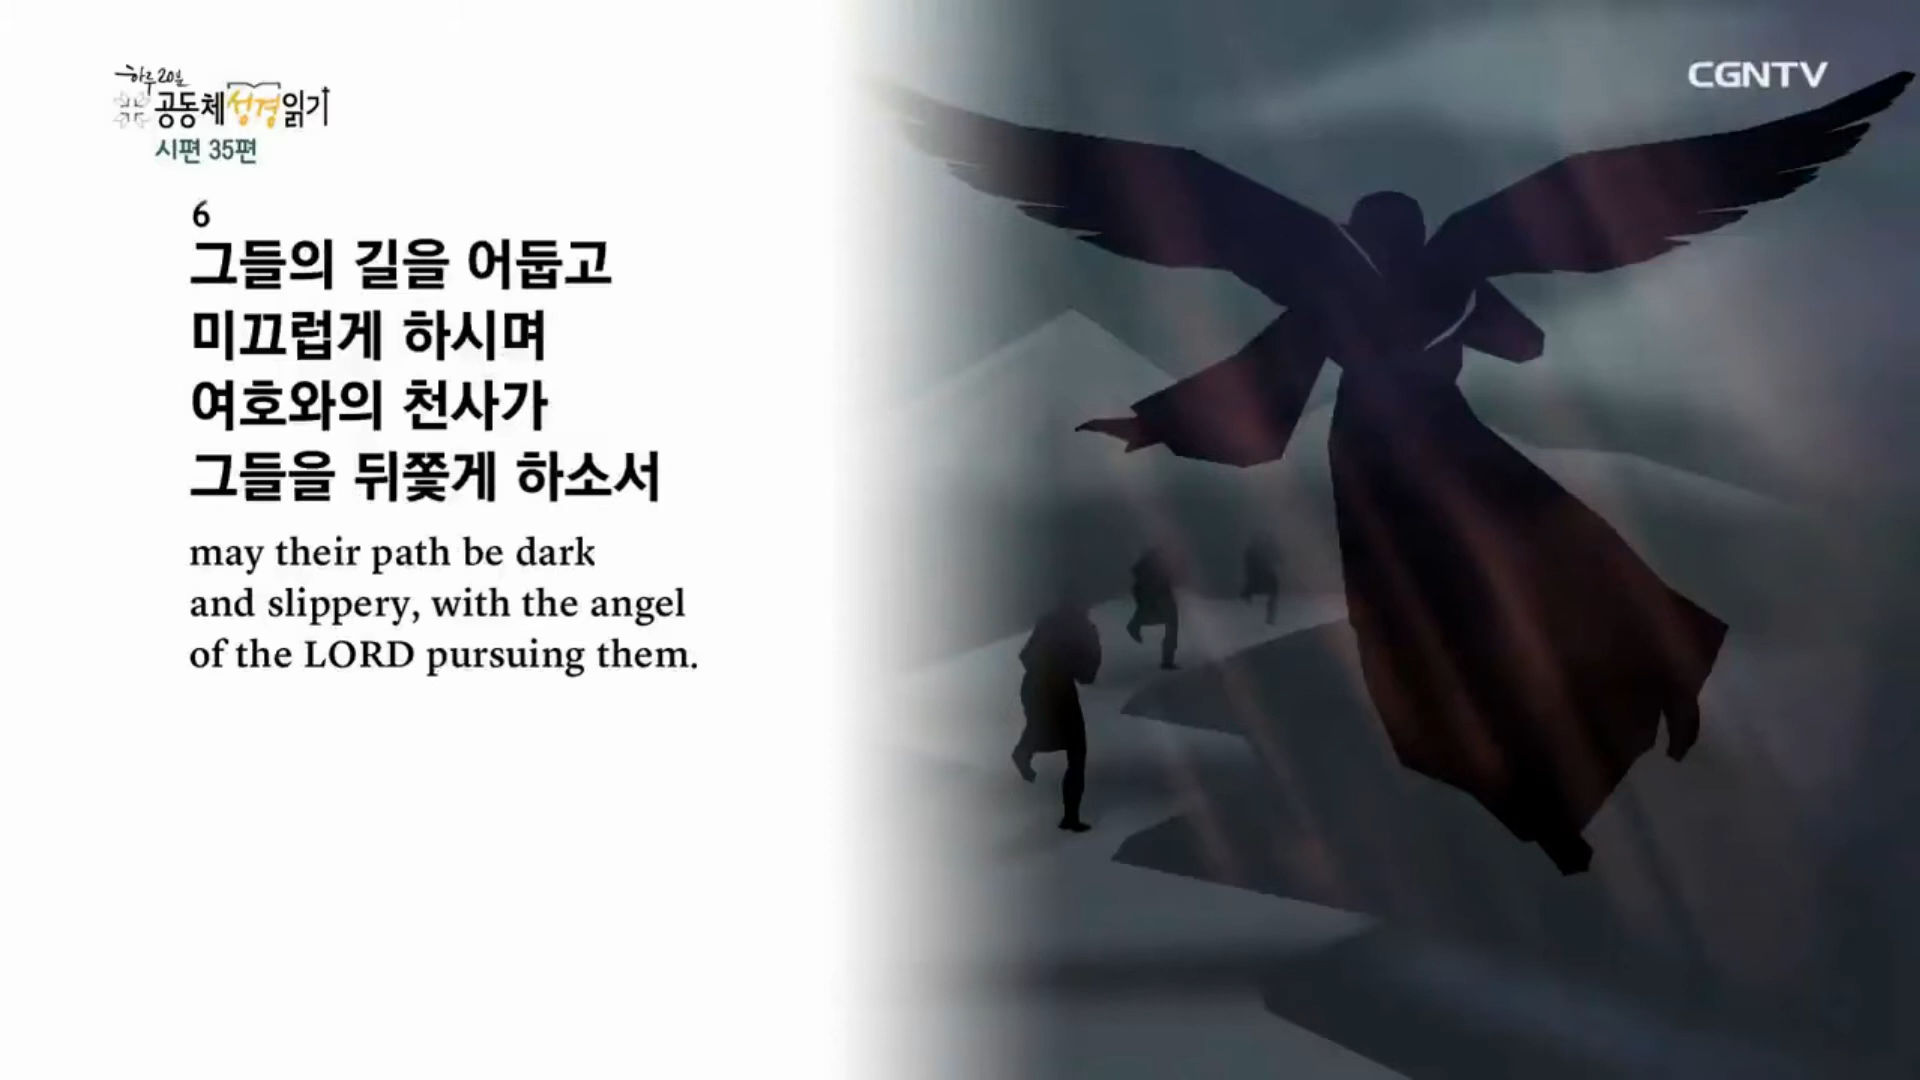 하루 20분
공동체성경읽기
시편 35편
CGNTV
6
그들의 길을 어둡고
미끄럽게 하시며
여호와의 천사가
그들을 뒤쫓게 하소서
may their path be dark
and slippery, with the angel
of the LORD pursuing them.